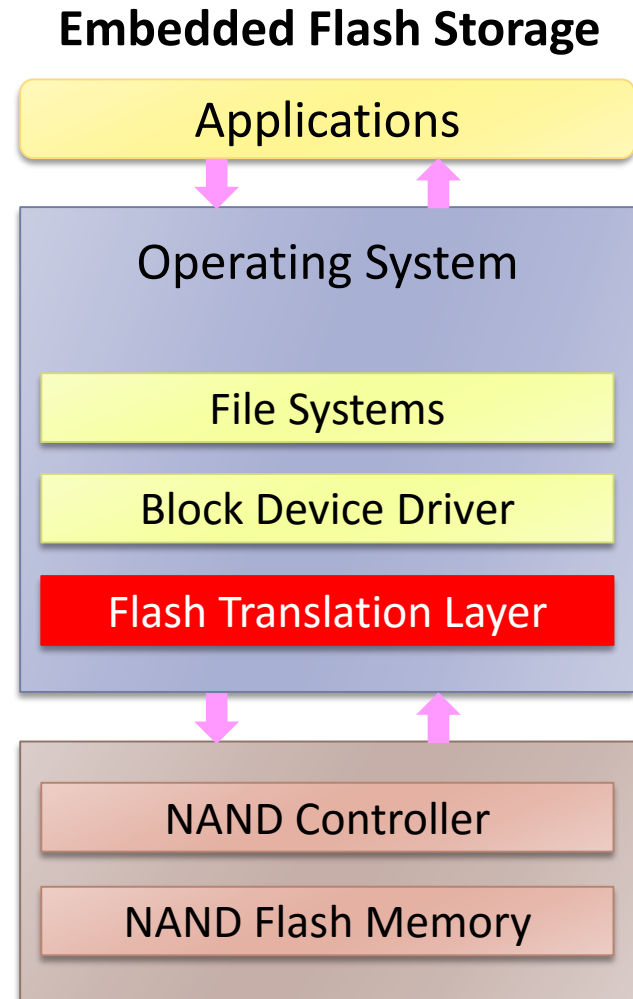 Embedded Flash Storage
Applications
Operating System
File Systems
Block Device Driver
Flash Translation Layer
NAND Controller
NAND Flash Memory